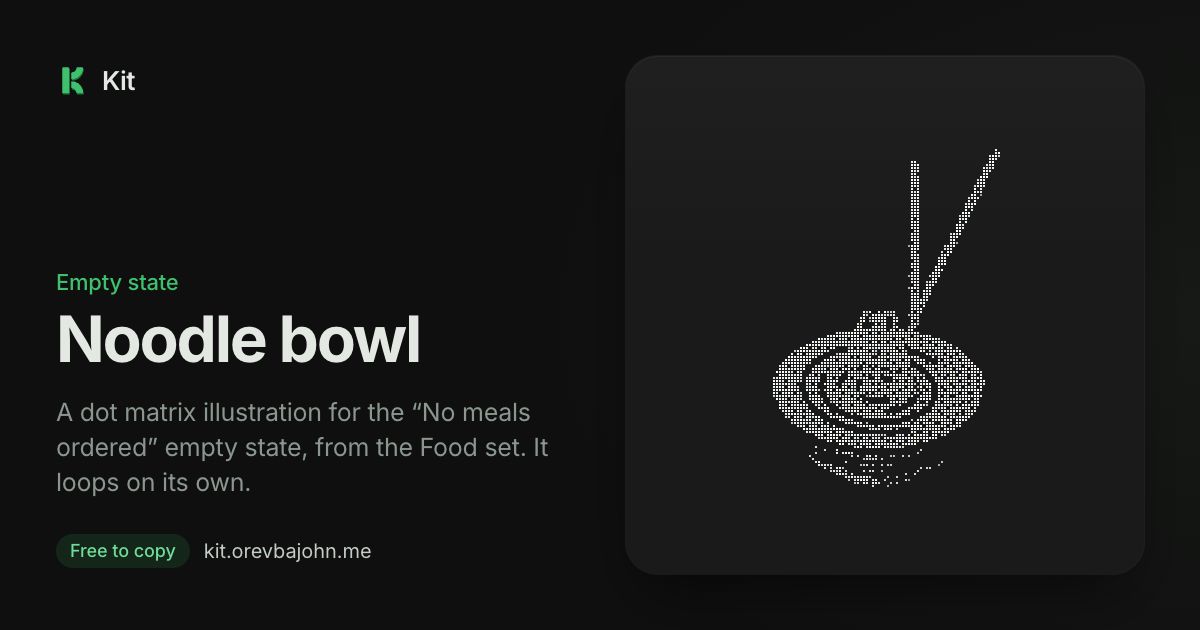 Kit
Empty state
Noodle bowl
A dot matrix illustration for the “No meals
ordered” empty state, from the Food set. It
loops on its own.
Free to copy
kit.orevbajohn.me